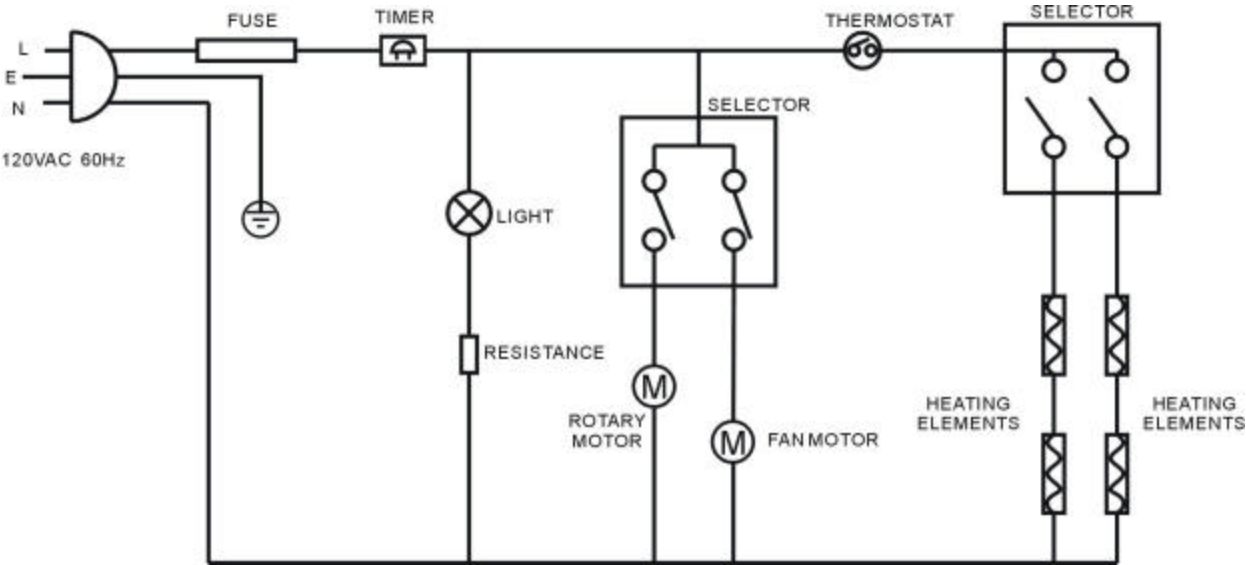 FUSE
TIMER
THERMOSTAT
SELECTOR
L
E
N
120VAC 60Hz
SELECTOR
LIGHT
RESISTANCE
M
ROTARY
MOTOR
M
FAN MOTOR
HEATING
ELEMENTS
HEATING
ELEMENTS